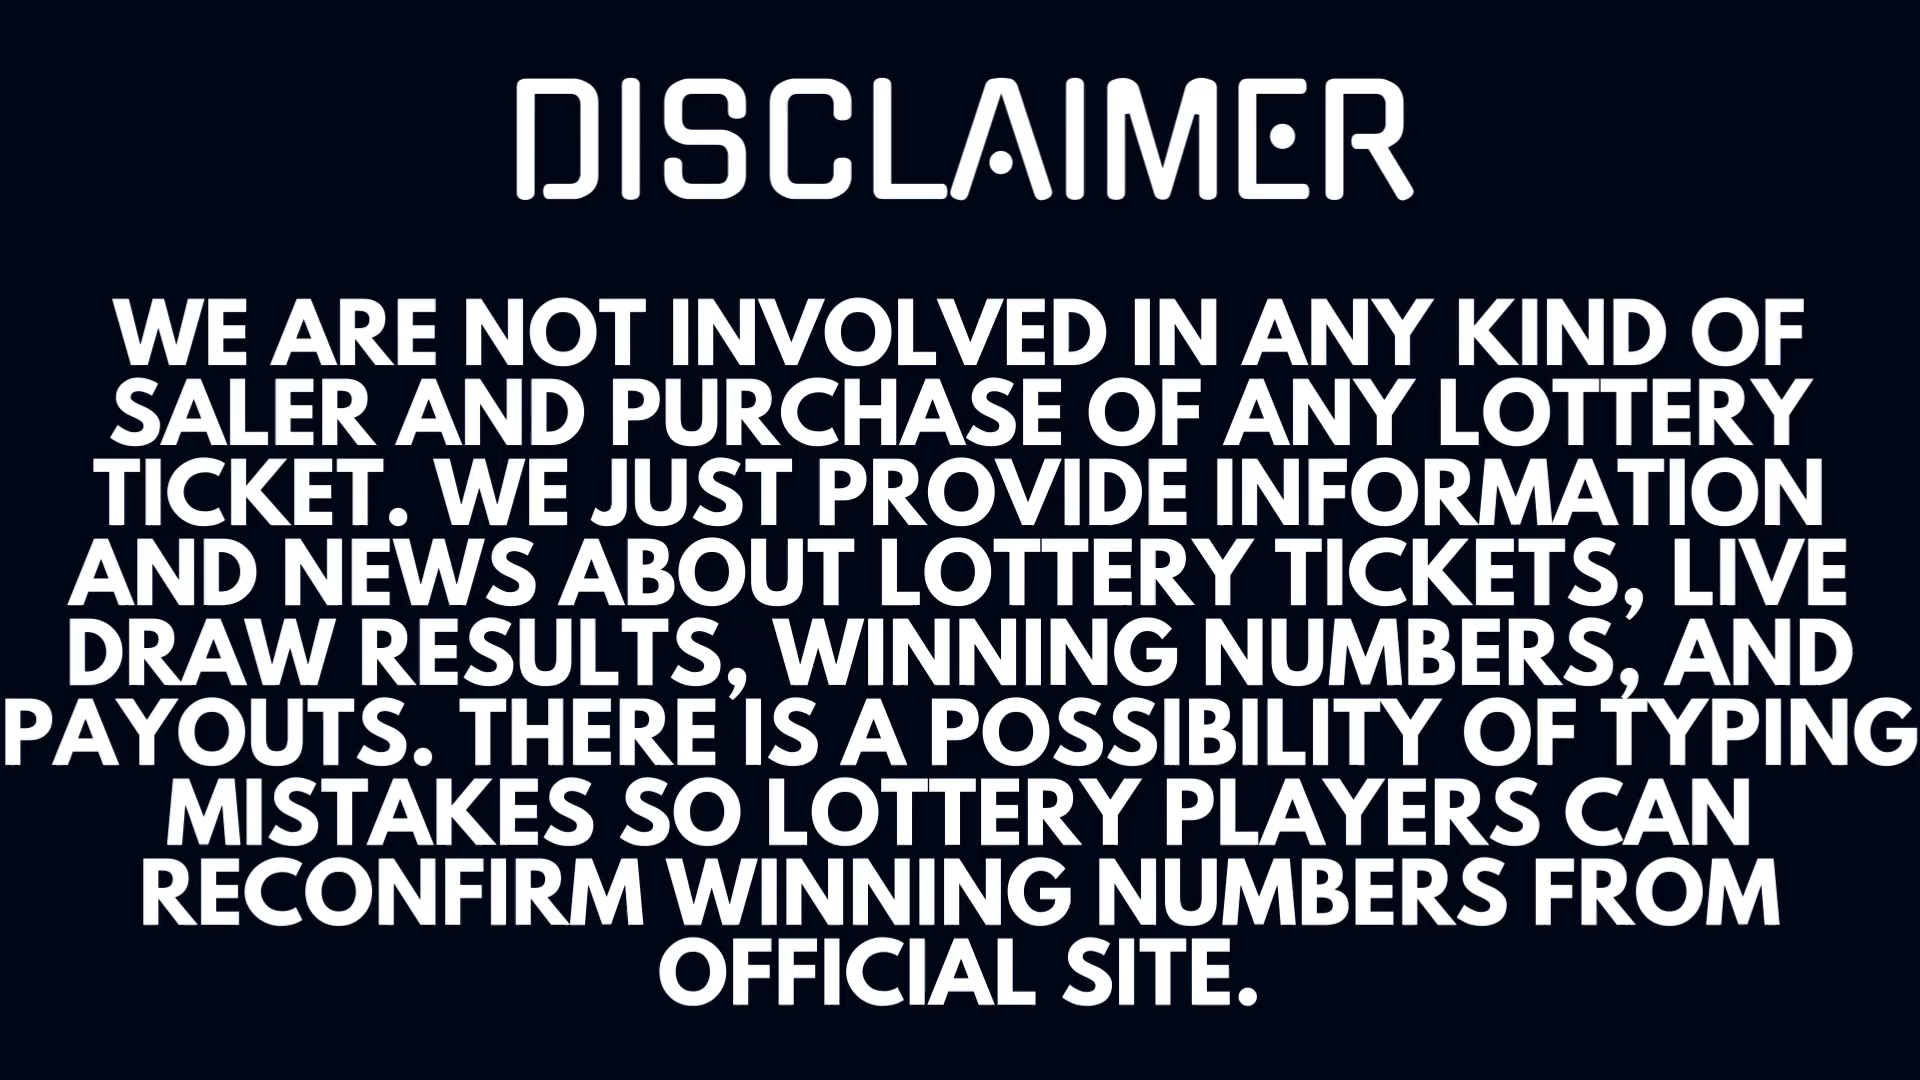 DISCLAIMER
WE ARE NOT INVOLVED IN ANY KIND OF
SALER AND PURCHASE OF ANY LOTTERY
TICKET. WE JUST PROVIDE INFORMATION
AND NEWS ABOUT LOTTERY TICKETS, LIVE
DRAW RESULTS, WINNING NUMBERS, AND
PAYOUTS. THERE IS A POSSIBILITY OF TYPING
MISTAKES SO LOTTERY PLAYERS CAN
RECONFIRM WINNING NUMBERS FROM
OFFICIAL SITE.